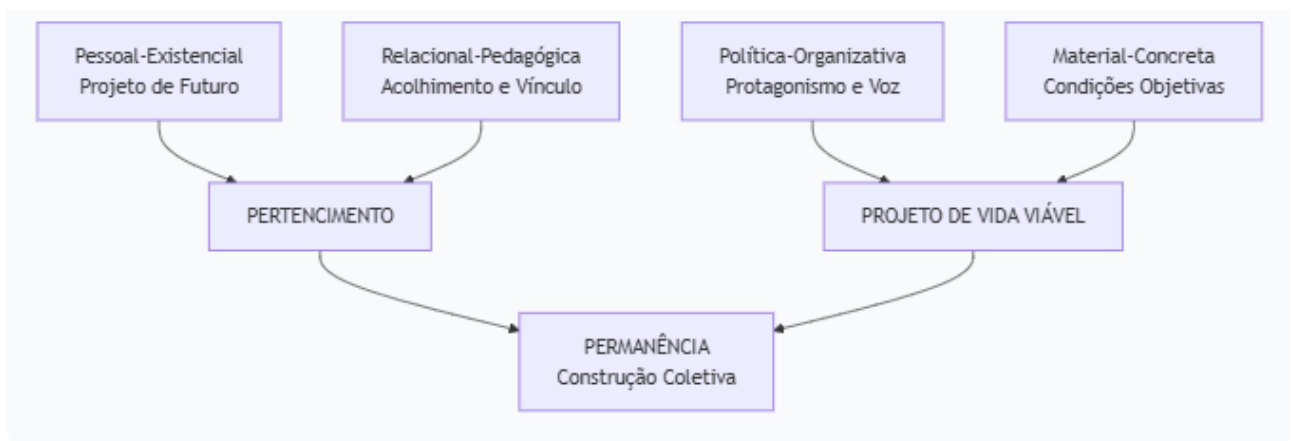 Pessoal-Existencial
Projeto de Futuro
Relacional-Pedagógica
Acolhimento e Vínculo
Política-Organizativa
Protagonismo e Voz
Material-Concreta
Condições Objetivas
PERTENCIMENTO
PROJETO DE VIDA VIÁVEL
PERMANÊNCIA
Construção Coletiva